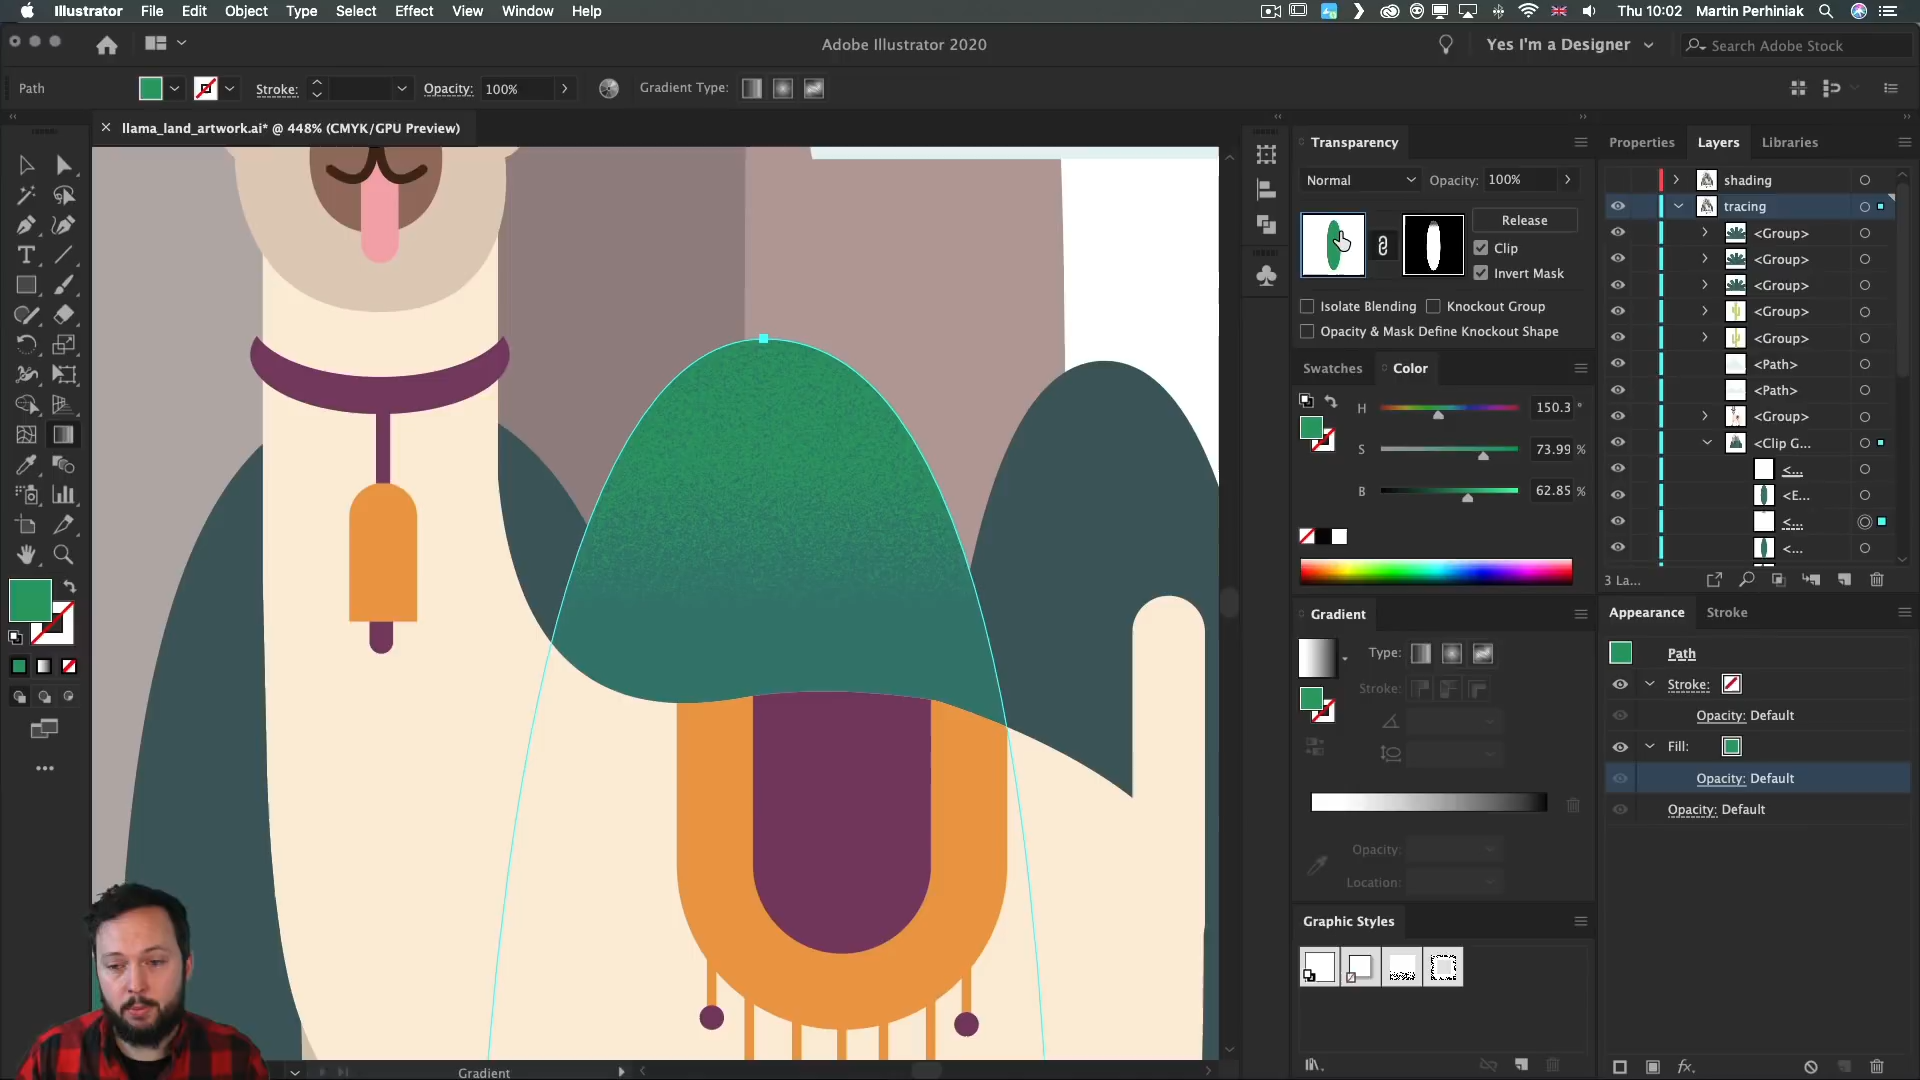 Illustrator File Edit Object Type Select Effect View Window Help Thu 10:02 Martin Perhiniak
Adobe Illustrator 2020 Yes I'm a Designer Search Adobe Stock
Path Stroke: Opacity: 100% Gradient Type:
× llama_land_artwork.ai* @ 448% (CMYK/GPU Preview)
Transparency
Normal Opacity: 100%
Release
Clip
Invert Mask
Isolate Blending Knockout Group
Opacity & Mask Define Knockout Shape
Swatches Color
H 150.3 °
S 73.99 %
B 62.85 %
Gradient
Type:
Stroke:
Opacity:
Location:
Graphic Styles
Properties Layers Libraries
shading
tracing
<Group>
<Group>
<Group>
<Group>
<Group>
<Path>
<Path>
<Group>
<Clip G...
<...
<E...
<...
<...
3 La...
Appearance Stroke
Path
Stroke:
Opacity: Default
Fill:
Opacity: Default
Opacity: Default
Gradient